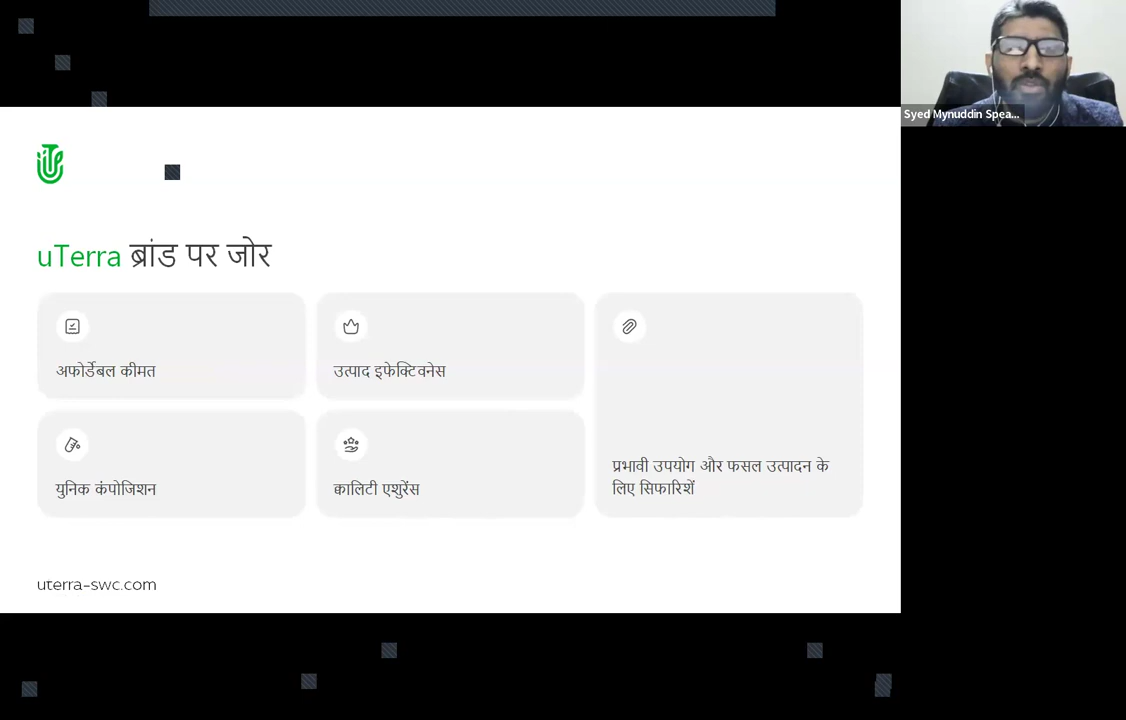 Syed Mynuddin Spea...
uTerra ब्रांड पर जोर
अफोर्डेबल कीमत
उत्पाद इफेक्टिवनेस
युनिक कंपोजिशन
क्वालिटी एशुरेंस
प्रभावी उपयोग और फसल उत्पादन के
लिए सिफारिशें
uterra-swc.com